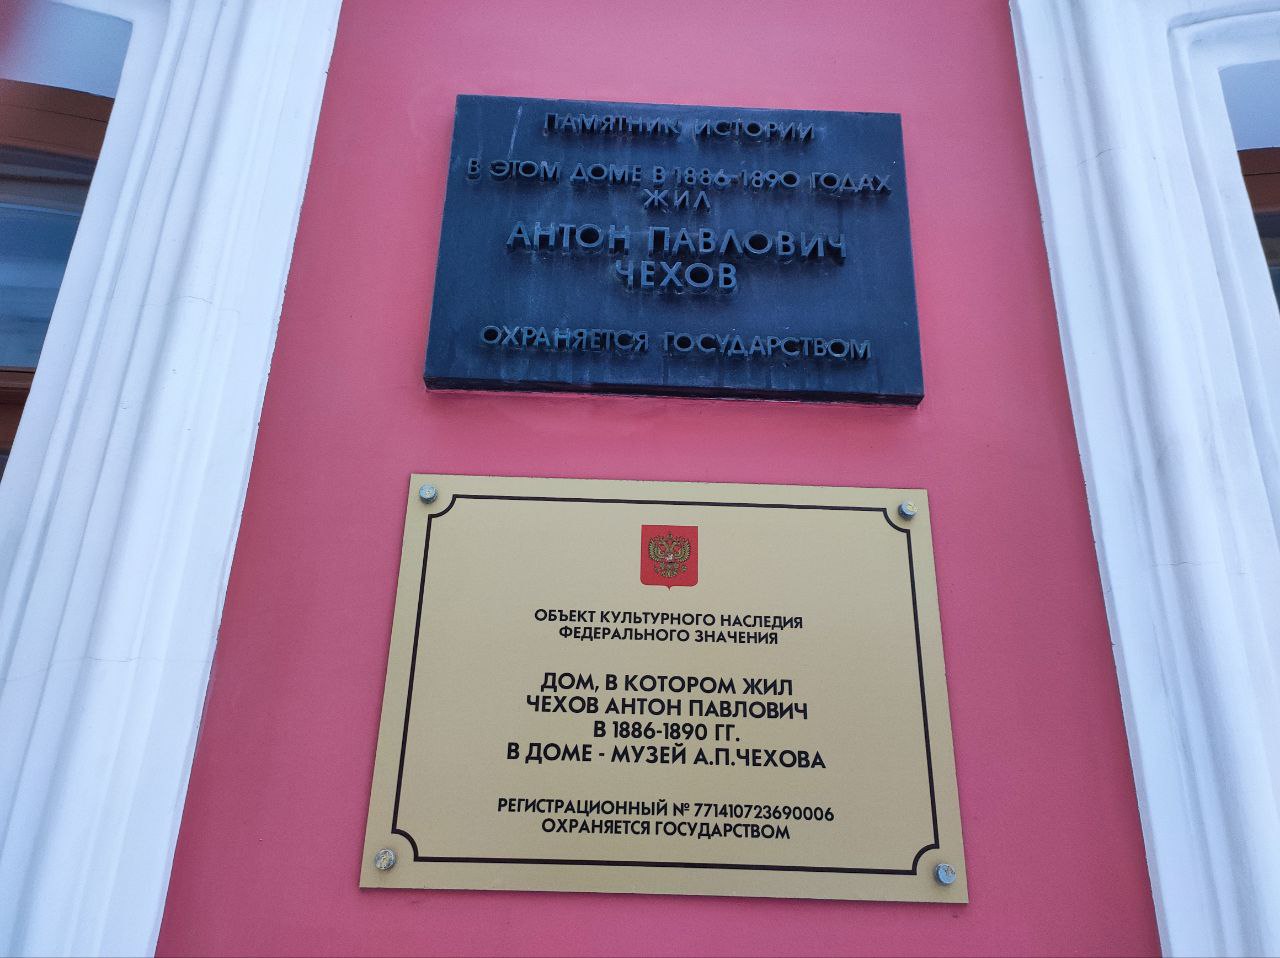 ПАМЯТНИК ИСТОРИИ
В ЭТОМ ДОМЕ В 1886-1890 ГОДАХ
ЖИЛ
АНТОН ПАВЛОВИЧ
ЧЕХОВ
ОХРАНЯЕТСЯ ГОСУДАРСТВОМ
ОБЪЕКТ КУЛЬТУРНОГО НАСЛЕДИЯ
ФЕДЕРАЛЬНОГО ЗНАЧЕНИЯ
ДОМ, В КОТОРОМ ЖИЛ
ЧЕХОВ АНТОН ПАВЛОВИЧ
В 1886-1890 ГГ.
В ДОМЕ - МУЗЕЙ А.П.ЧЕХОВА
РЕГИСТРАЦИОННЫЙ № 771410723690006
ОХРАНЯЕТСЯ ГОСУДАРСТВОМ